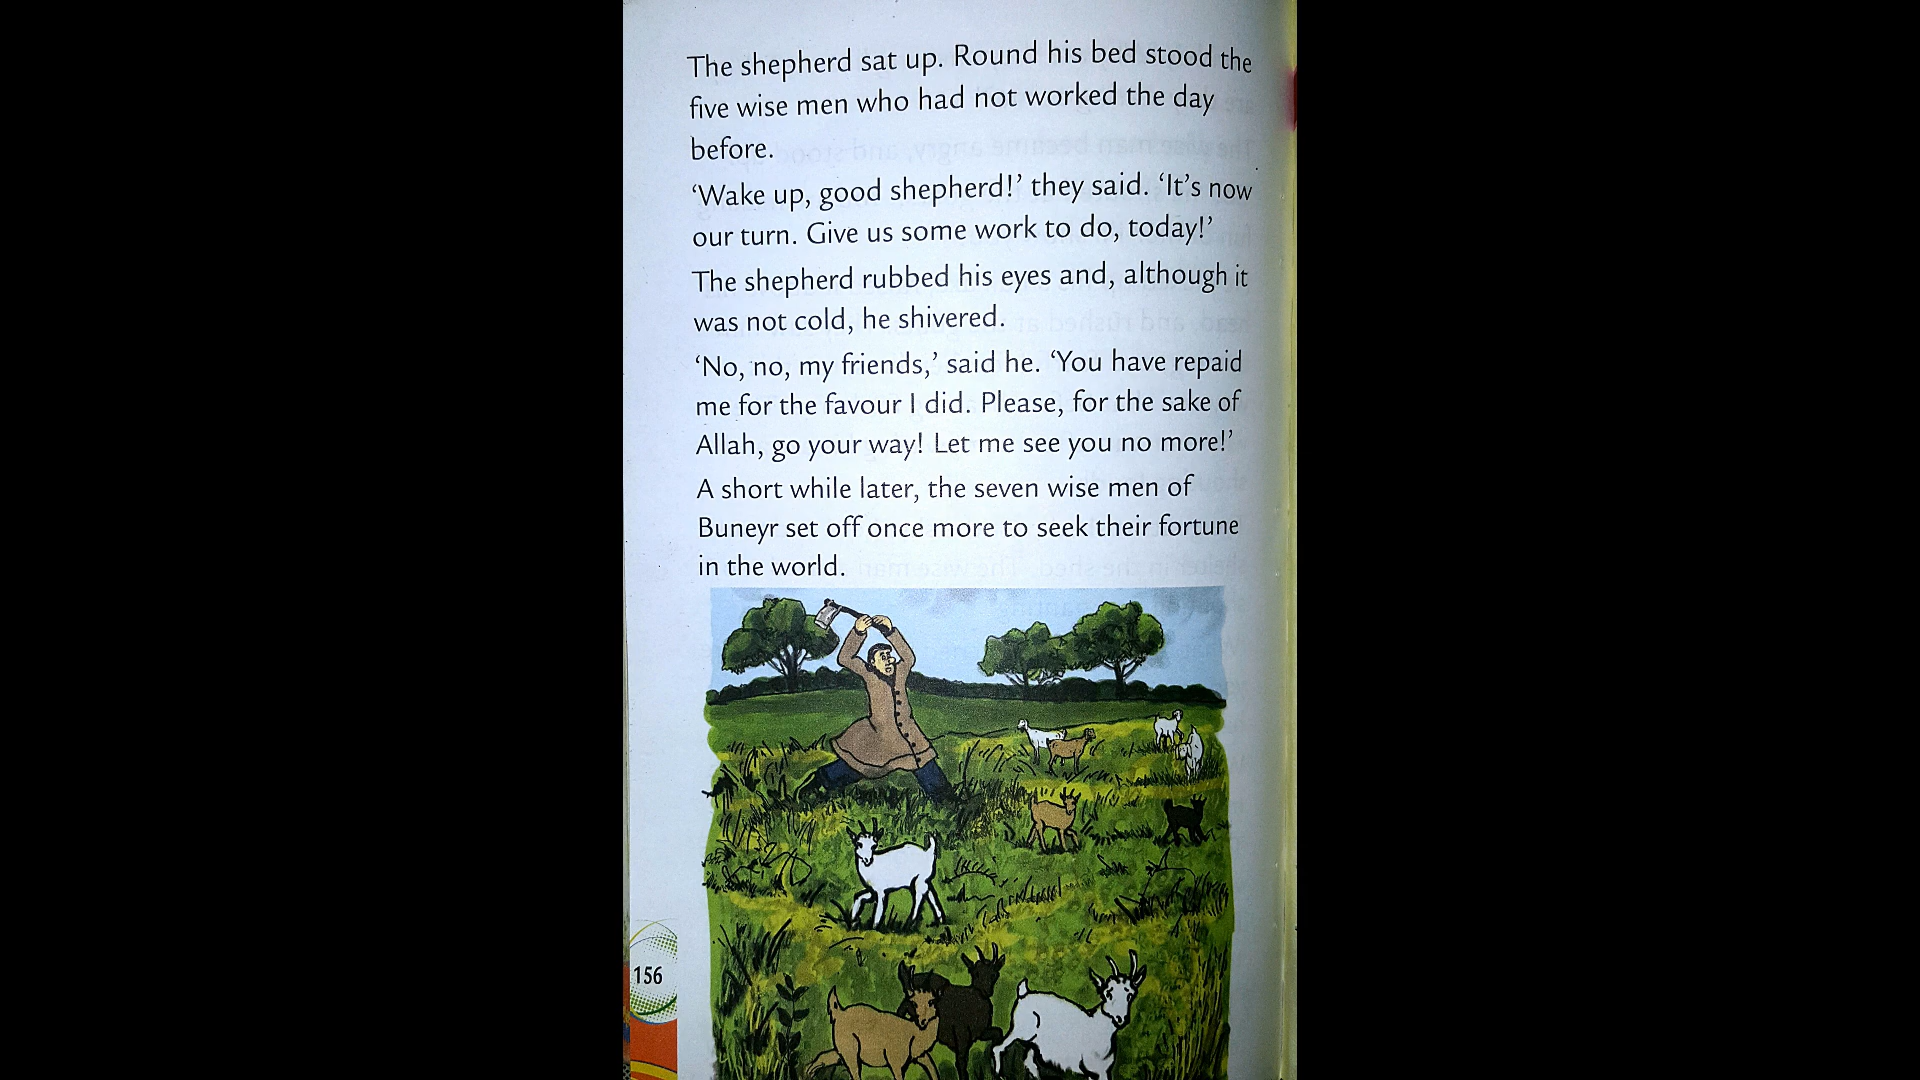 The shepherd sat up. Round his bed stood the
five wise men who had not worked the day
before.
‘Wake up, good shepherd!’ they said. ‘It’s now
our turn. Give us some work to do, today!’
The shepherd rubbed his eyes and, although it
was not cold, he shivered.
‘No, no, my friends,’ said he. ‘You have repaid
me for the favour I did. Please, for the sake of
Allah, go your way! Let me see you no more!’
A short while later, the seven wise men of
Buneyr set off once more to seek their fortune
in the world.
156